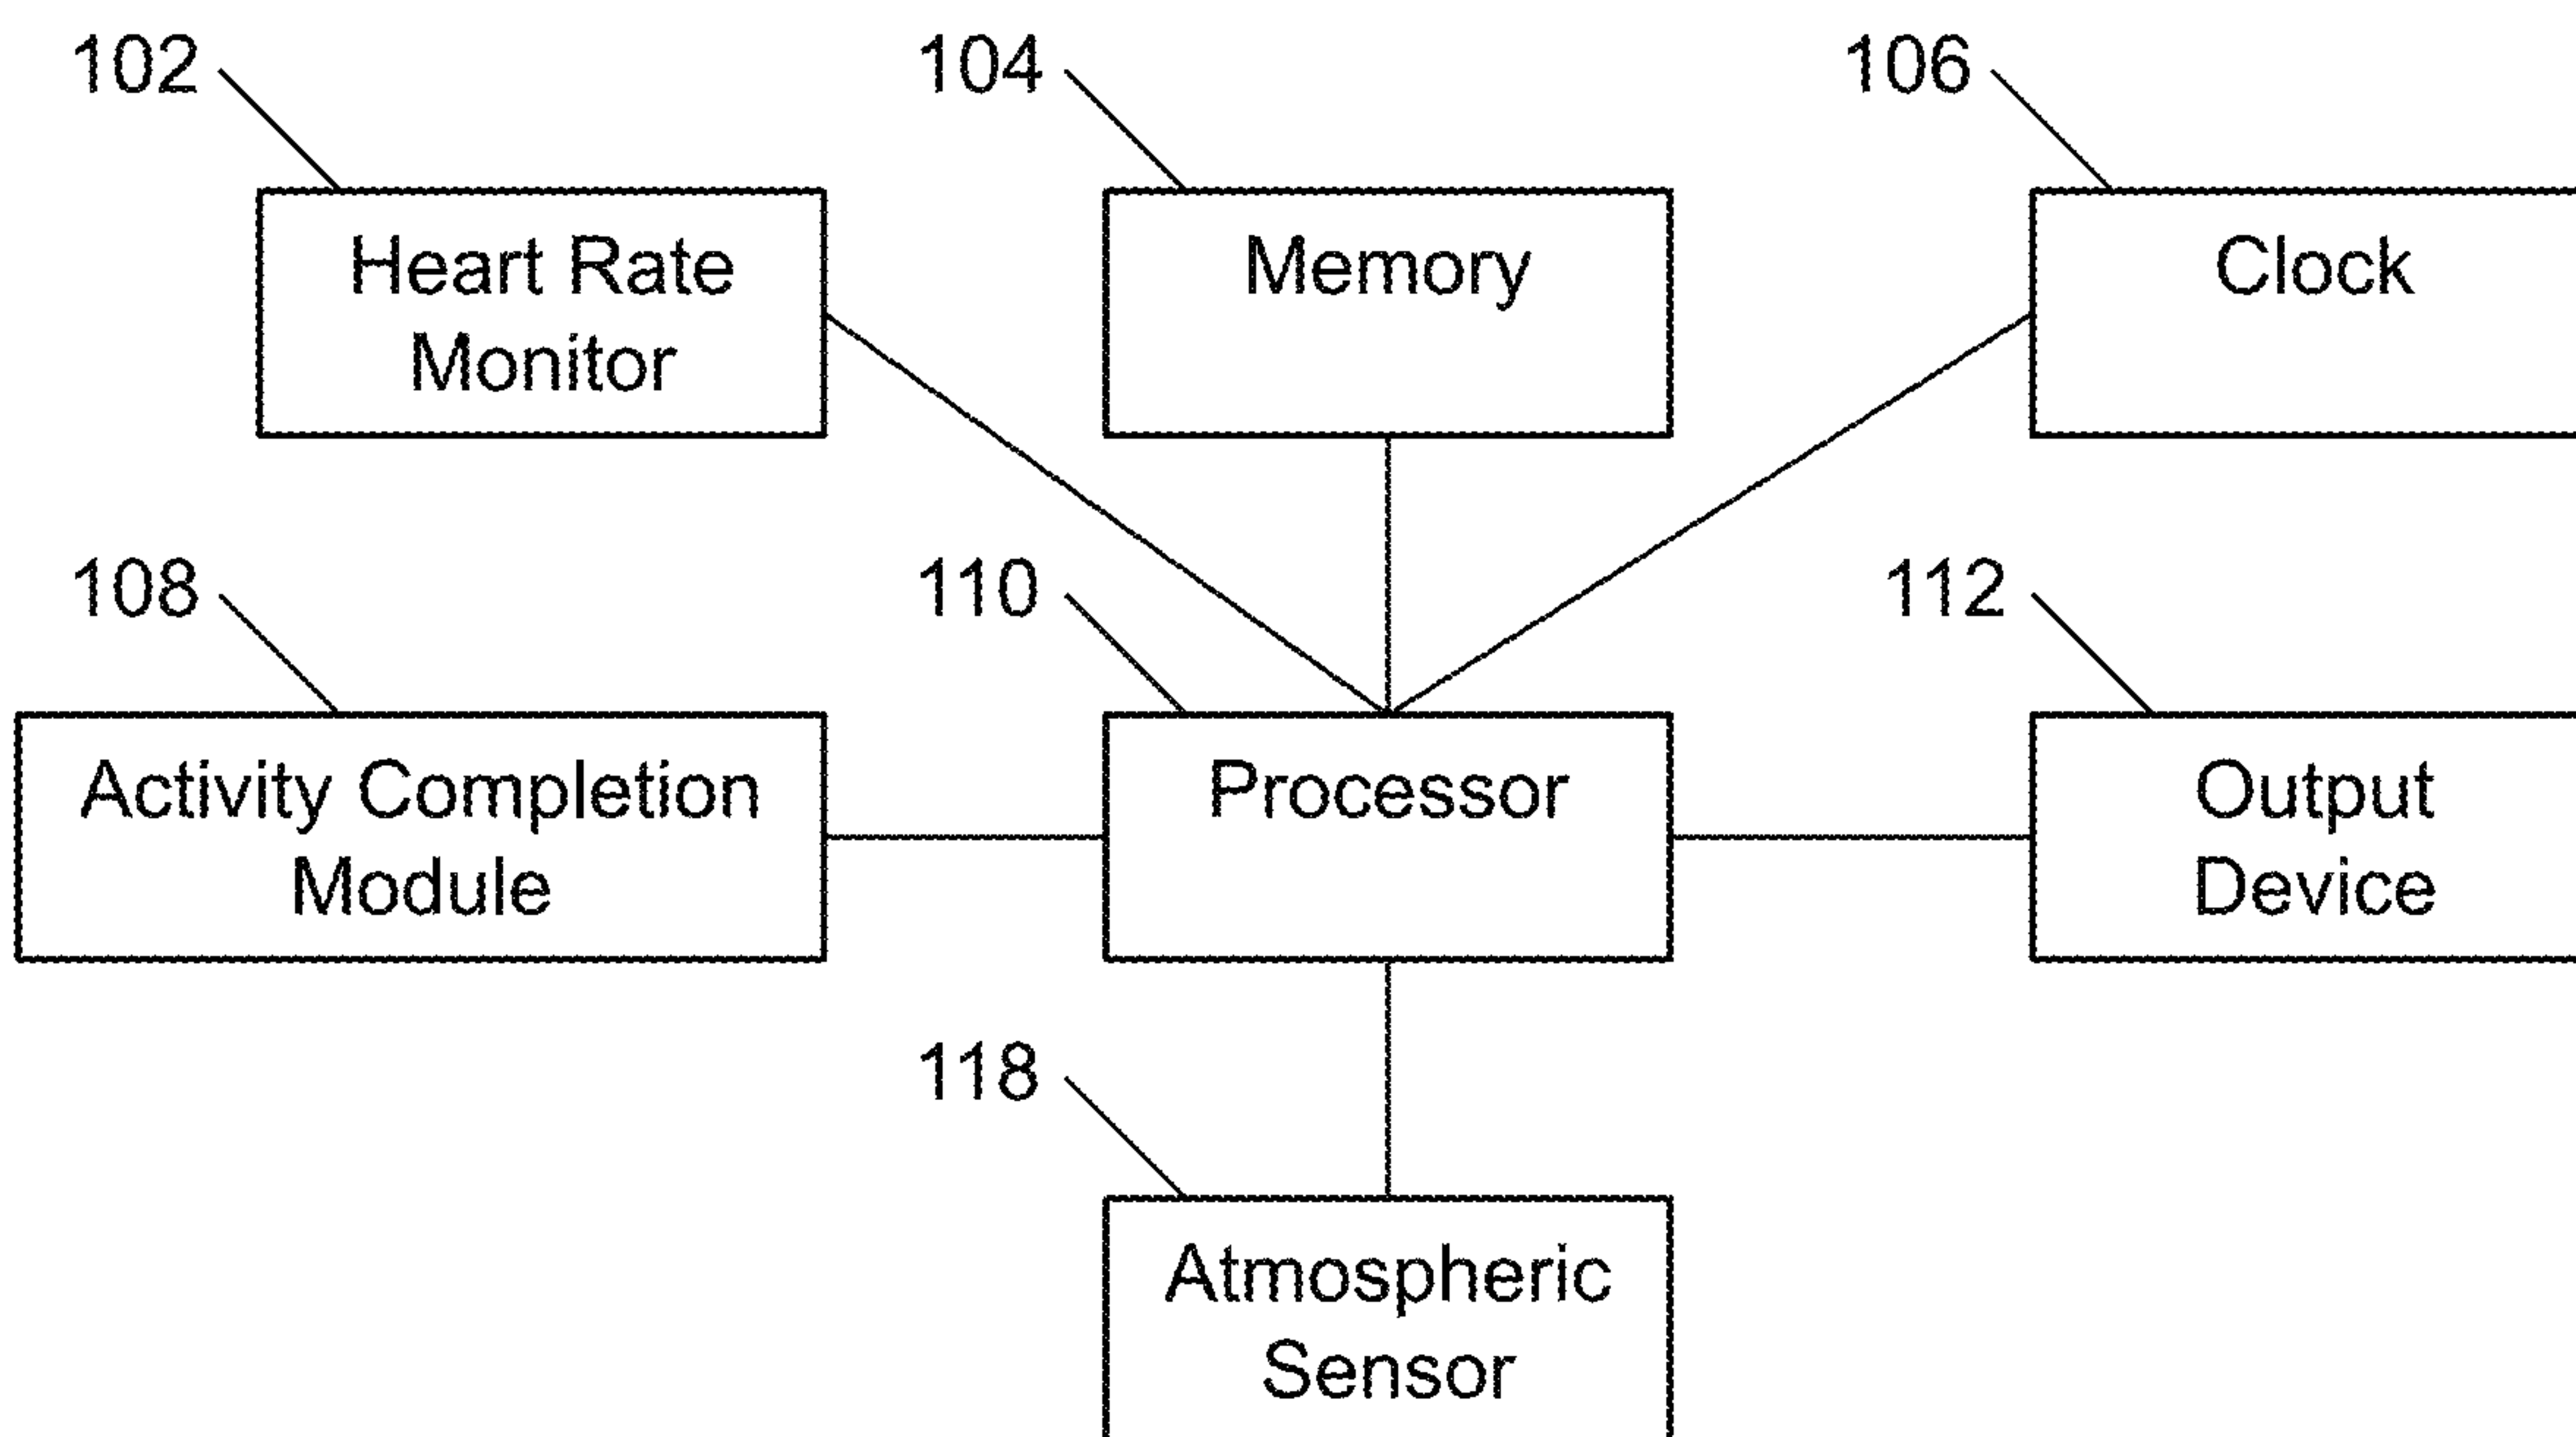 102
104
106
Heart Rate
Monitor
Memory
Clock
108
110
112
Activity Completion
Module
Processor
Output
Device
118
Atmospheric
Sensor